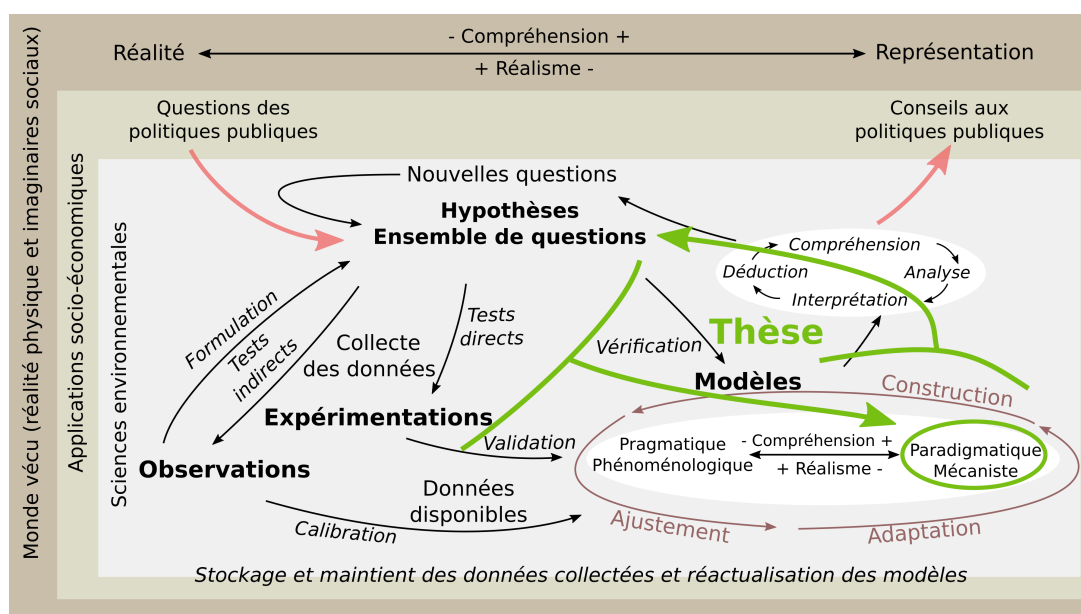 Monde vécu (réalité physique et imaginaires sociaux)
Applications socio-économiques
Sciences environnementales
Réalité
- Compréhension +
+ Réalisme -
Représentation
Questions des
politiques publiques
Conseils aux
politiques publiques
Nouvelles questions
Hypothèses
Ensemble de questions
Compréhension
Déduction
Analyse
Interprétation
Formulation
Tests
indirects
Tests
directs
Collecte
des données
Vérification
Thèse
Modèles
Construction
Expérimentations
Validation
Pragmatique
Phénoménologique
- Compréhension +
+ Réalisme -
Paradigmatique
Mécaniste
Observations
Données
disponibles
Calibration
Ajustement
Adaptation
Stockage et maintient des données collectées et réactualisation des modèles